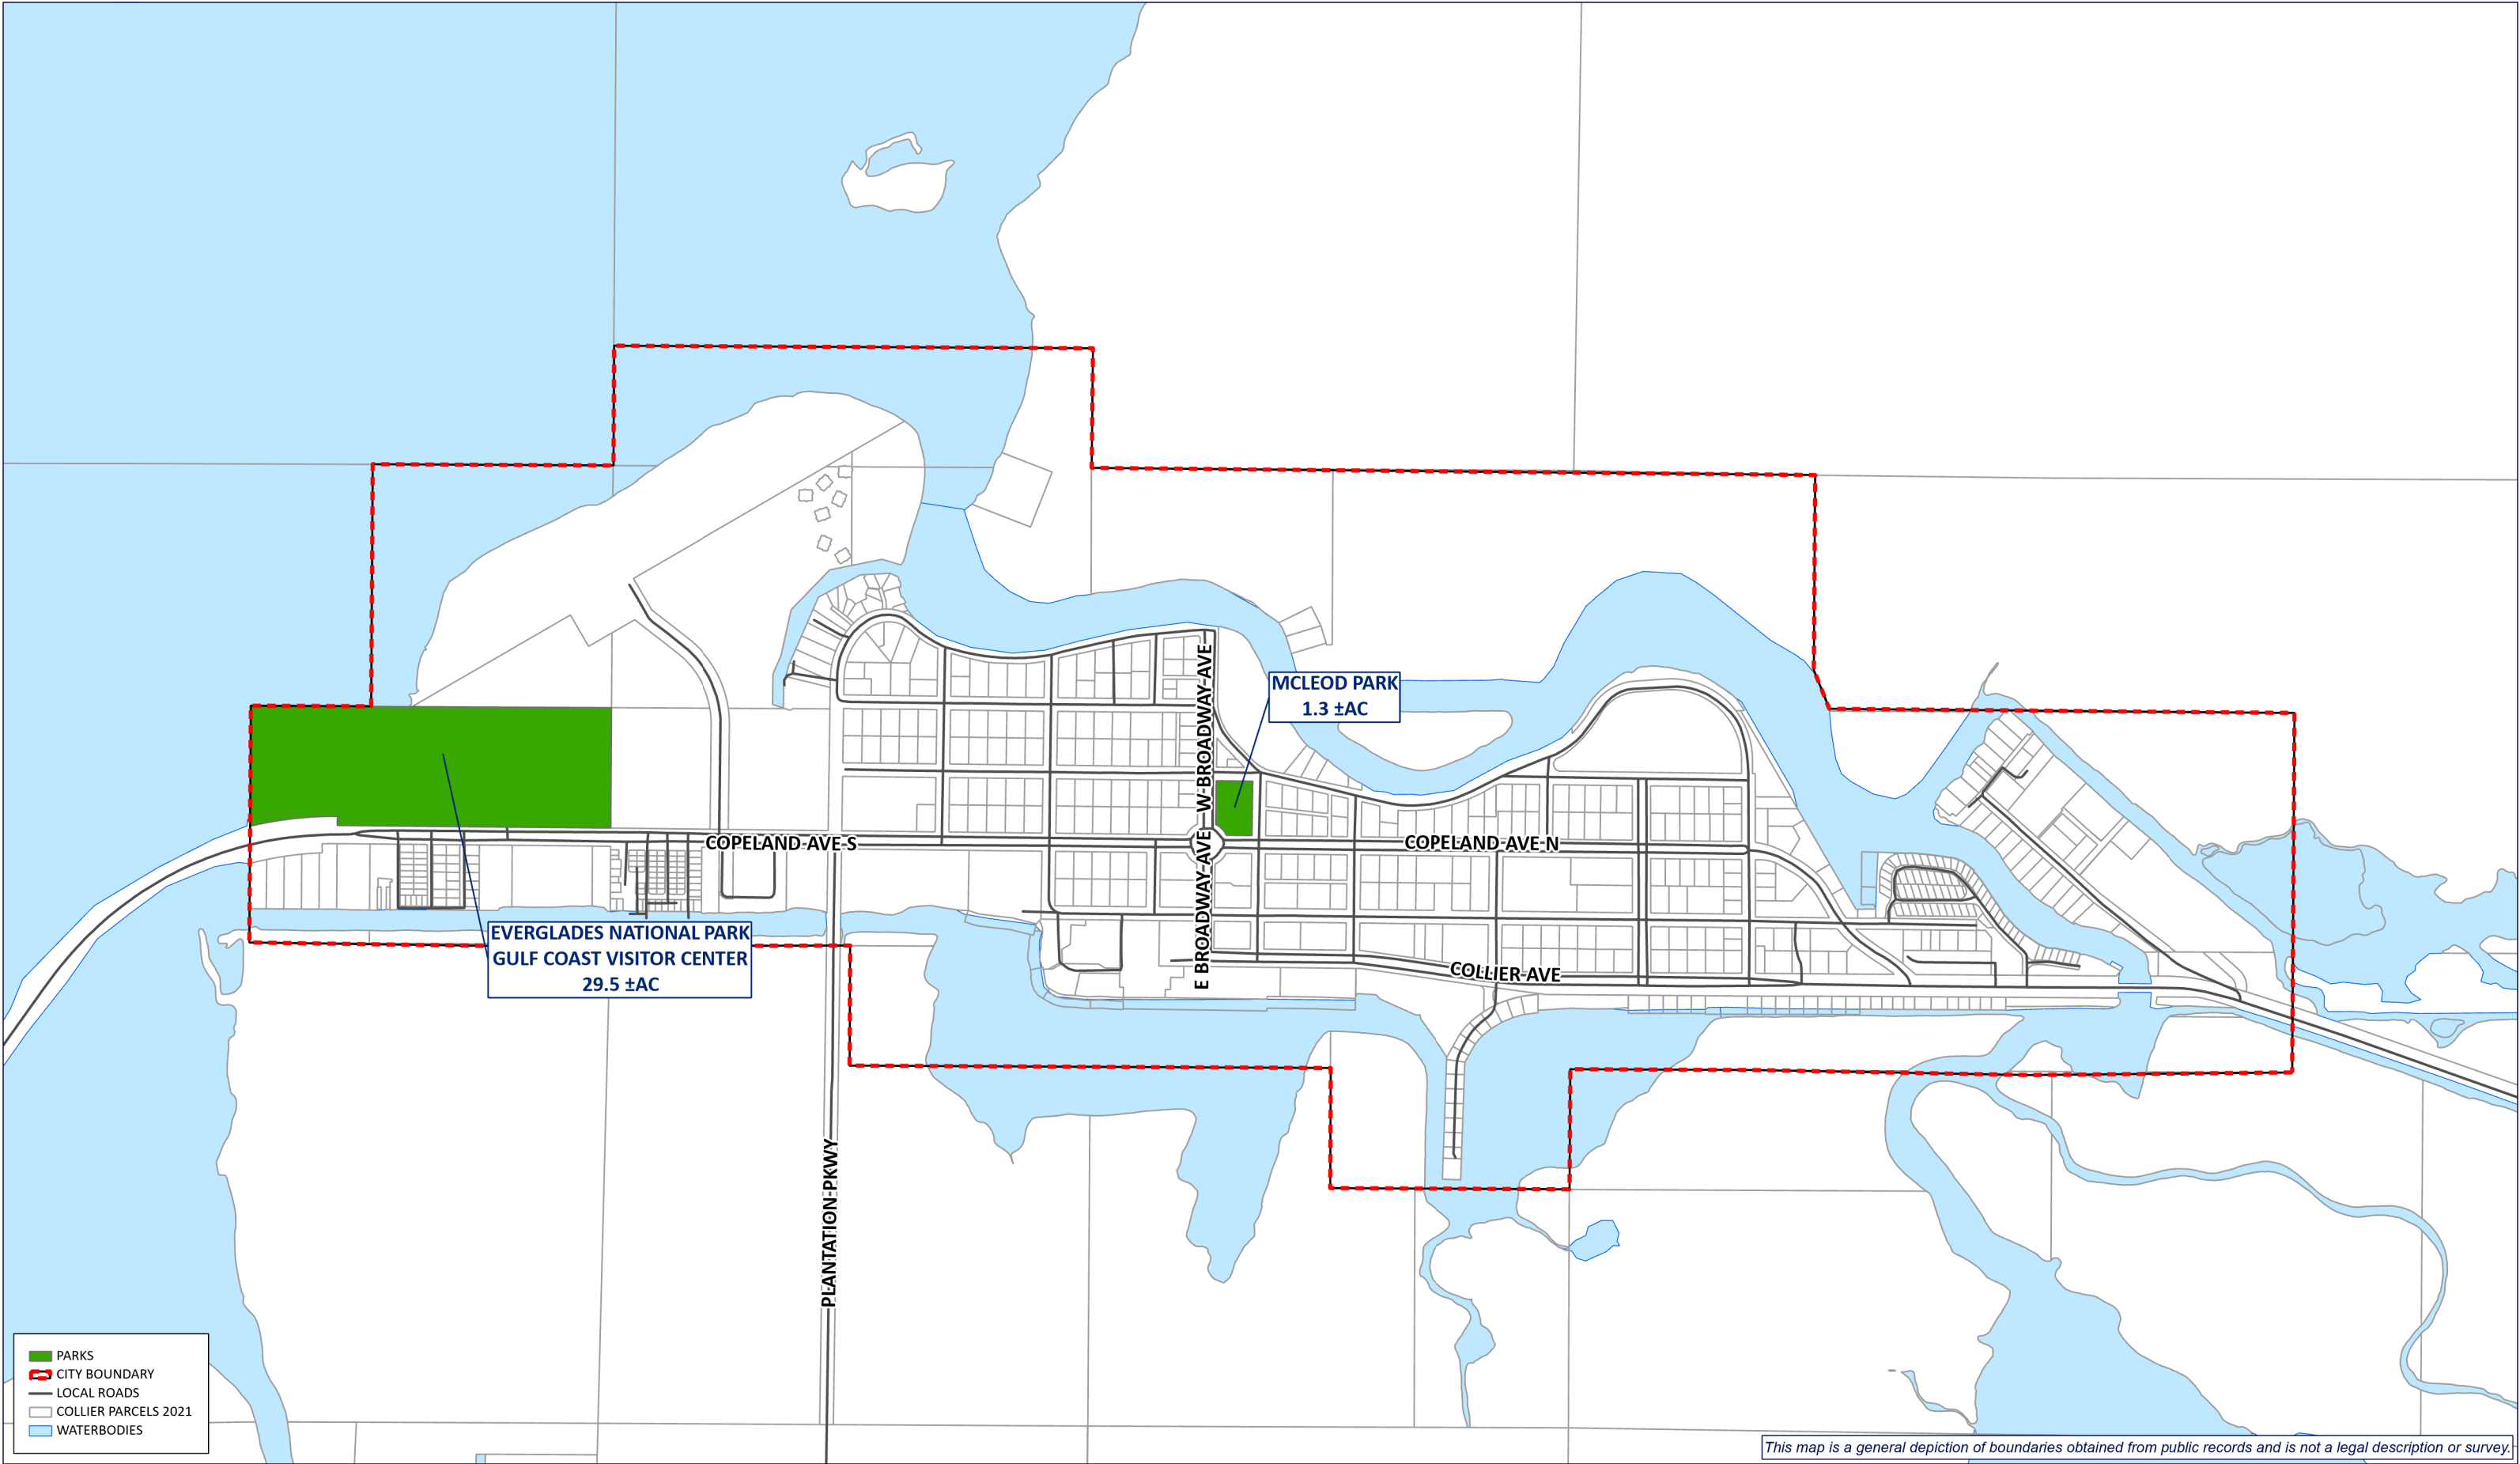 MCLEOD PARK
1.3 ±AC
W BROADWAY AVE
E BROADWAY AVE
COPELAND AVE S
COPELAND AVE N
EVERGLADES NATIONAL PARK
GULF COAST VISITOR CENTER
29.5 ±AC
COLLIER AVE
PLANTATION PKWY
PARKS
CITY BOUNDARY
LOCAL ROADS
COLLIER PARCELS 2021
WATERBODIES
This map is a general depiction of boundaries obtained from public records and is not a legal description or survey.